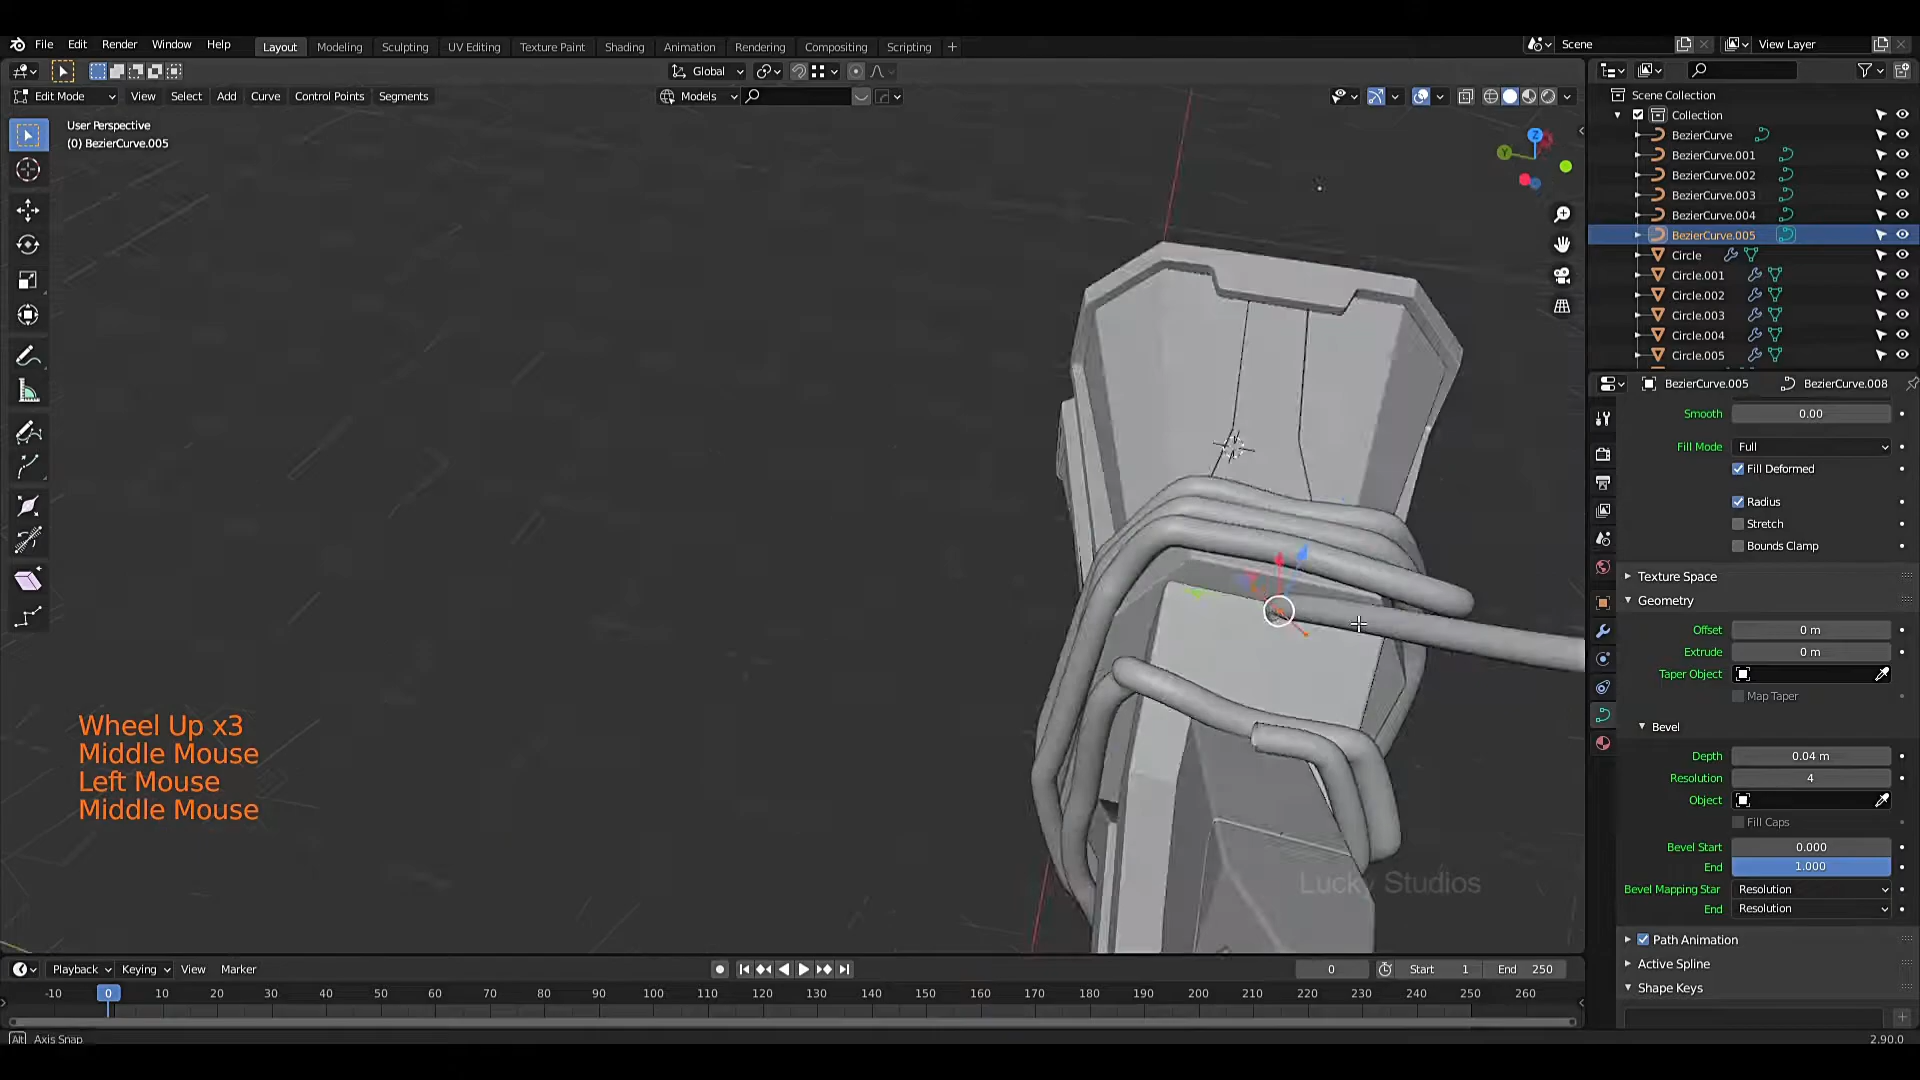 File Edit Render Window Help Layout Modeling Sculpting UV Editing Texture Paint Shading Animation Rendering Compositing Scripting + Scene View Layer
Global
Edit Mode View Select Add Curve Control Points Segments Models
User Perspective
(0) BezierCurve.005
Scene Collection
Collection
BezierCurve
BezierCurve.001
BezierCurve.002
BezierCurve.003
BezierCurve.004
BezierCurve.005
Circle
Circle.001
Circle.002
Circle.003
Circle.004
Circle.005
BezierCurve.005 BezierCurve.008
Smooth 0.00
Fill Mode Full
Fill Deformed
Radius
Stretch
Bounds Clamp
Texture Space
Geometry
Offset 0 m
Extrude 0 m
Taper Object
Map Taper
Bevel
Depth 0.04 m
Resolution 4
Object
Fill Caps
Bevel Start 0.000
End 1.000
Bevel Mapping Star Resolution
End Resolution
Path Animation
Active Spline
Shape Keys
Z
Y
Wheel Up x3
Middle Mouse
Left Mouse
Middle Mouse
Lucky Studios
Playback Keying View Marker 0 Start 1 End 250
-10 0 10 20 30 40 50 60 70 80 90 100 110 120 130 140 150 160 170 180 190 200 210 220 230 240 250 260
Alt Axis Snap 2.90.0